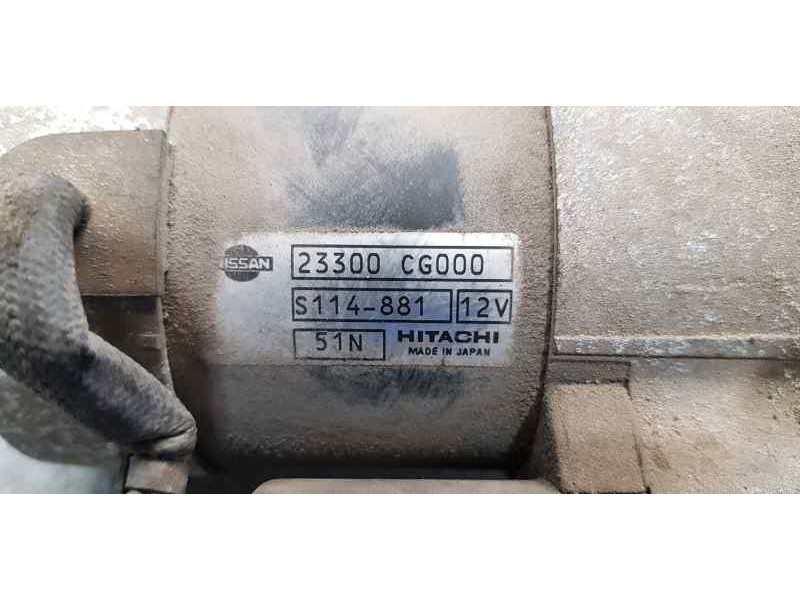 NISSAN
23300 CG000
S114-881 12V
51N HITACHI
MADE IN JAPAN